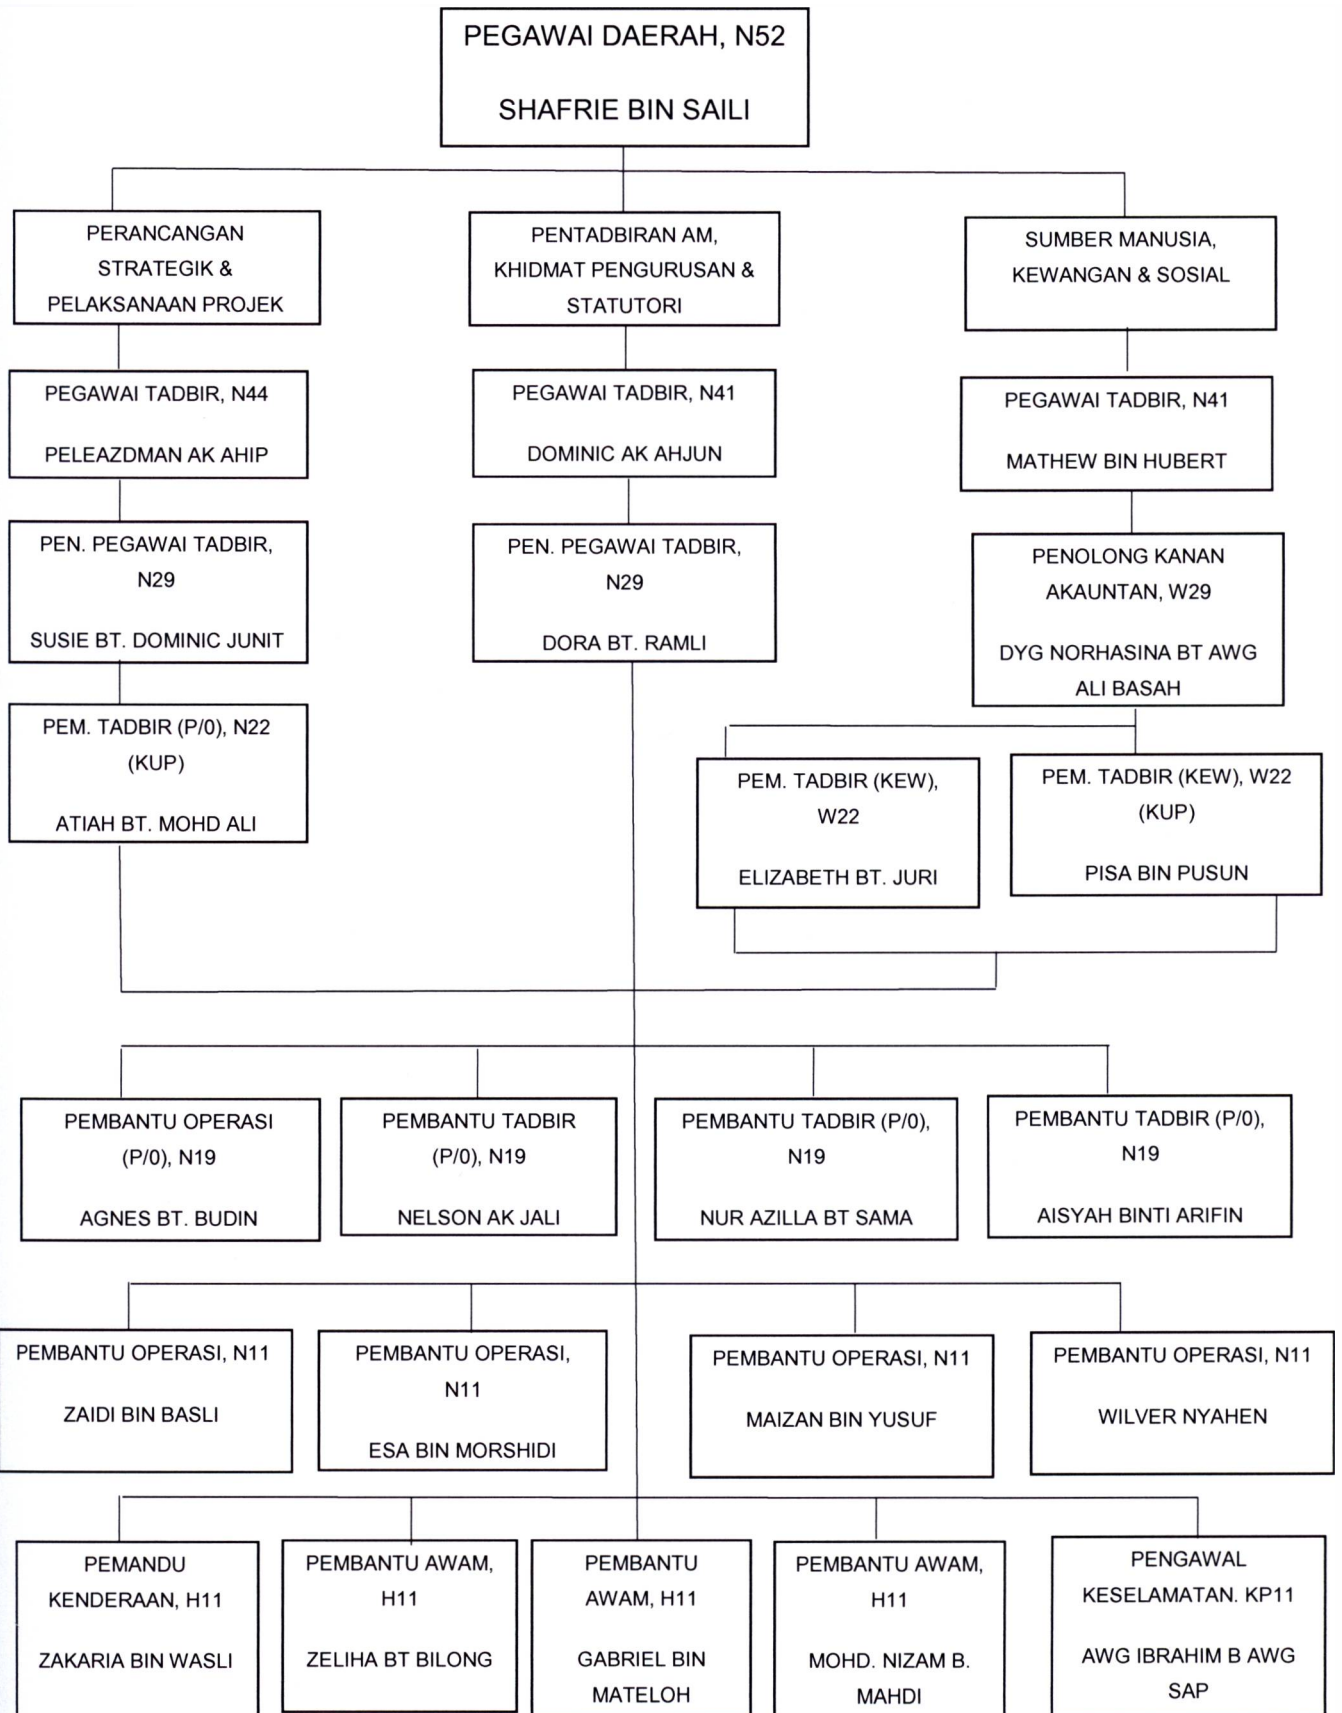 PEGAWAI DAERAH, N52
SHAFRIE BIN SAILI
PERANCANGAN
STRATEGIK &
PELAKSANAAN PROJEK
PENTADBIRAN AM,
KHIDMAT PENGURUSAN &
STATUTORI
SUMBER MANUSIA,
KEWANGAN & SOSIAL
PEGAWAI TADBIR, N44
PELEAZDMAN AK AHIP
PEGAWAI TADBIR, N41
DOMINIC AK AHJUN
PEGAWAI TADBIR, N41
MATHEW BIN HUBERT
PEN. PEGAWAI TADBIR,
N29
SUSIE BT. DOMINIC JUNIT
PEN. PEGAWAI TADBIR,
N29
DORA BT. RAMLI
PENOLONG KANAN
AKAUNTAN, W29
DYG NORHASINA BT AWG
ALI BASAH
PEM. TADBIR (P/0), N22
(KUP)
ATIAH BT. MOHD ALI
PEM. TADBIR (KEW),
W22
ELIZABETH BT. JURI
PEM. TADBIR (KEW), W22
(KUP)
PISA BIN PUSUN
PEMBANTU OPERASI
(P/0), N19
AGNES BT. BUDIN
PEMBANTU TADBIR
(P/0), N19
NELSON AK JALI
PEMBANTU TADBIR (P/0),
N19
NUR AZILLA BT SAMA
PEMBANTU TADBIR (P/0),
N19
AISYAH BINTI ARIFIN
PEMBANTU OPERASI, N11
ZAIDI BIN BASLI
PEMBANTU OPERASI,
N11
ESA BIN MORSHIDI
PEMBANTU OPERASI, N11
MAIZAN BIN YUSUF
PEMBANTU OPERASI, N11
WILVER NYAHEN
PEMANDU
KENDERAAN, H11
ZAKARIA BIN WASLI
PEMBANTU AWAM,
H11
ZELIHA BT BILONG
PEMBANTU
AWAM, H11
GABRIEL BIN
MATELOH
PEMBANTU AWAM,
H11
MOHD. NIZAM B.
MAHDI
PENGAWAL
KESELAMATAN. KP11
AWG IBRAHIM B AWG
SAP